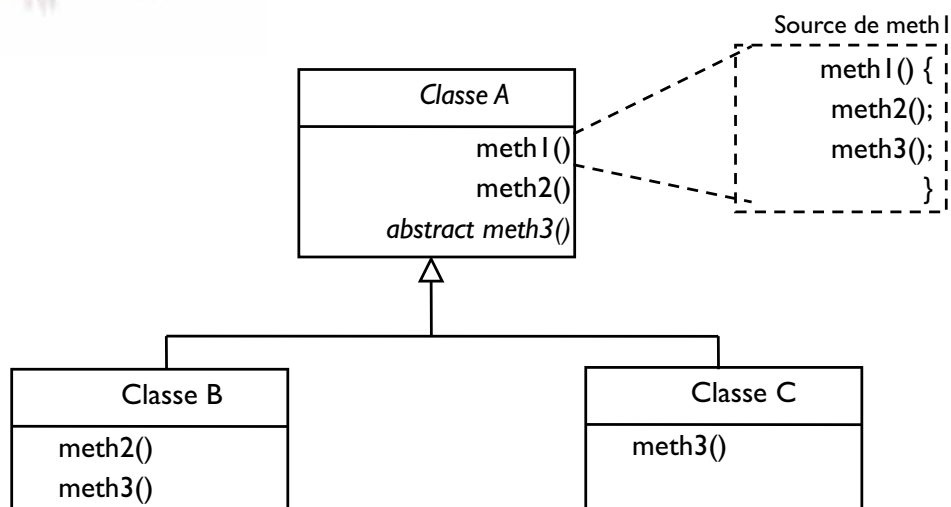 Source de meth1
meth1() {
meth2();
meth3();
}
Classe A
meth1()
meth2()
abstract meth3()
Classe B
meth2()
meth3()
Classe C
meth3()